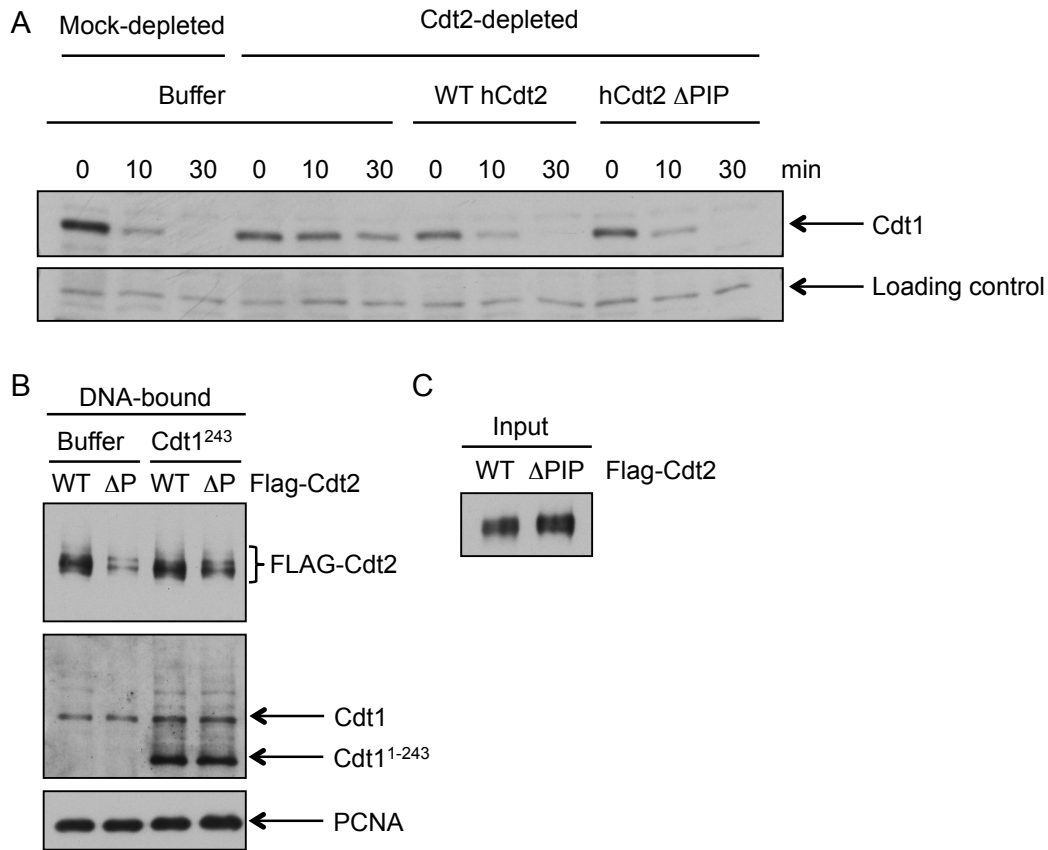 A
Mock-depleted Cdt2-depleted
Buffer WT hCdt2 hCdt2 ΔPIP
0 10 30 0 10 30 0 10 30 0 10 30 min
Cdt1
Loading control
B
DNA-bound
Buffer Cdt1²⁴³
WT ΔP WT ΔP Flag-Cdt2
FLAG-Cdt2
Cdt1
Cdt1¹⁻²⁴³
PCNA
C
Input
WT ΔPIP Flag-Cdt2